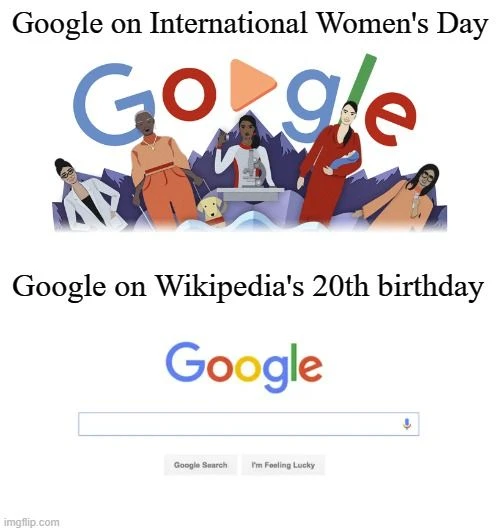 Google on International Women's Day
Google
Google on Wikipedia's 20th birthday
Google
Google Search I'm Feeling Lucky
imgflip.com